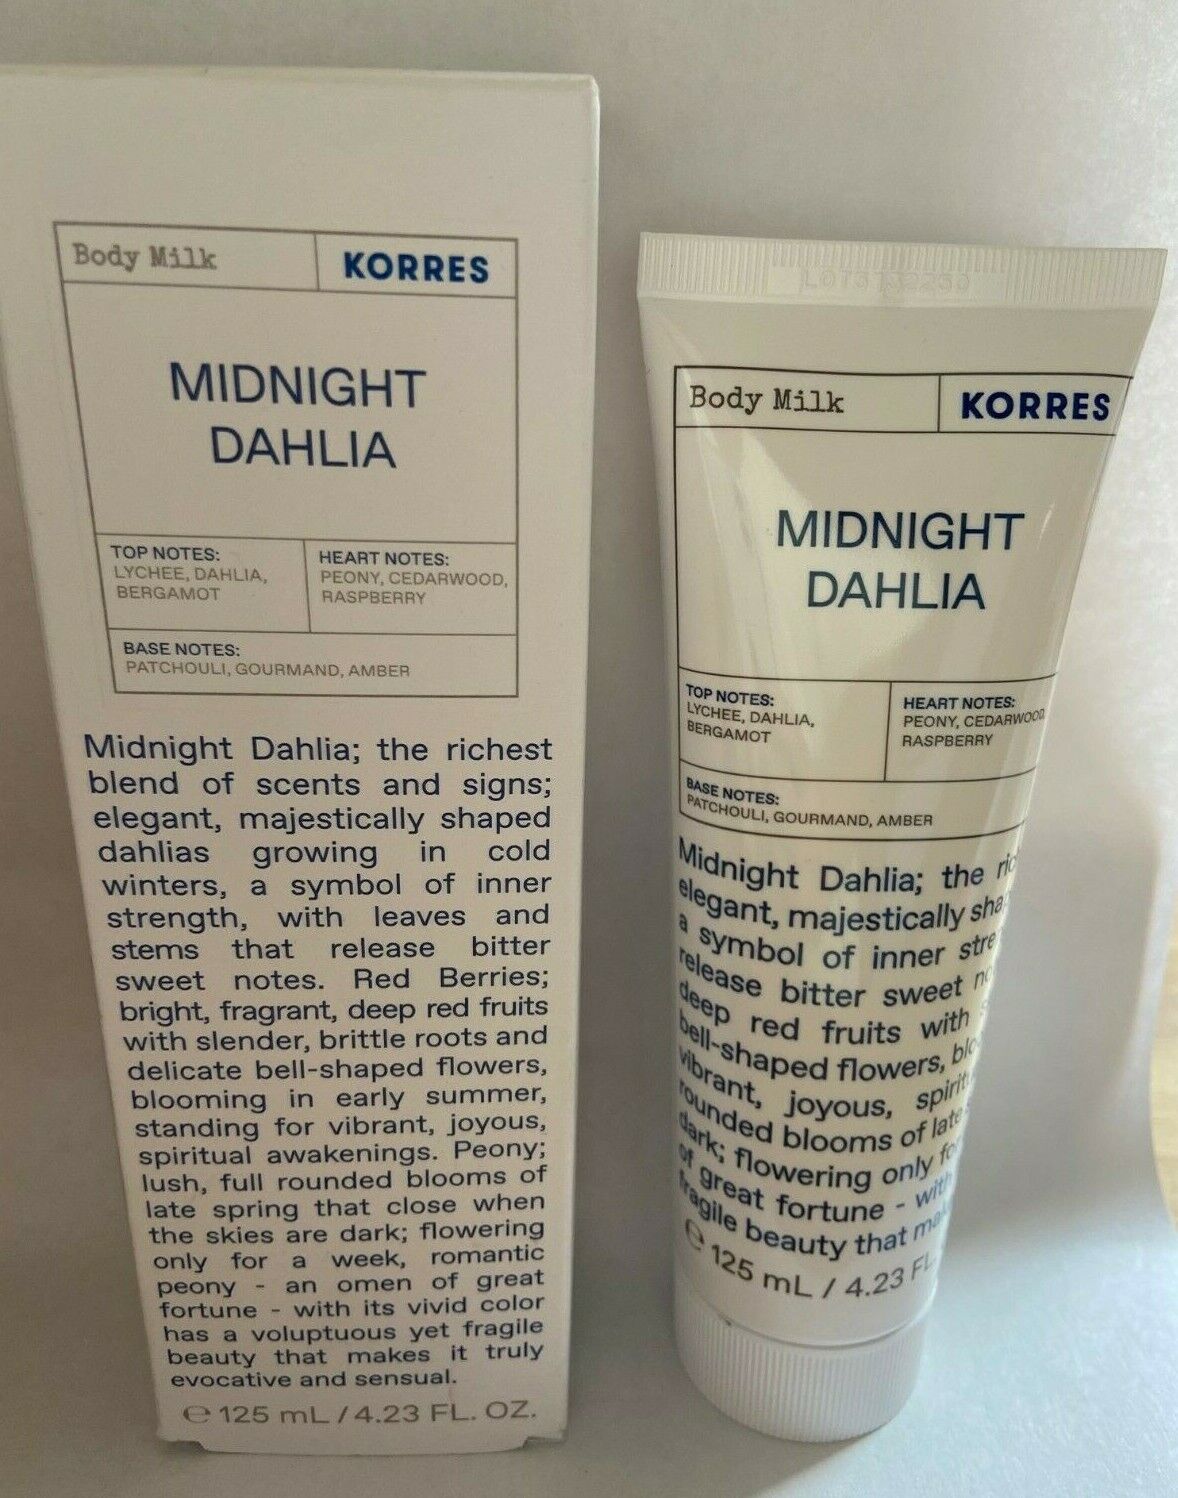 Body Milk
KORRES
MIDNIGHT
DAHLIA
TOP NOTES:
LYCHEE, DAHLIA,
BERGAMOT
HEART NOTES:
PEONY, CEDARWOOD,
RASPBERRY
BASE NOTES:
PATCHOULI, GOURMAND, AMBER
Midnight Dahlia; the richest
blend of scents and signs;
elegant, majestically shaped
dahlias growing in cold
winters, a symbol of inner
strength, with leaves and
stems that release bitter
sweet notes. Red Berries;
bright, fragrant, deep red fruits
with slender, brittle roots and
delicate bell-shaped flowers,
blooming in early summer,
standing for vibrant, joyous,
spiritual awakenings. Peony;
lush, full rounded blooms of
late spring that close when
the skies are dark; flowering
only for a week, romantic
peony - an omen of great
fortune - with its vivid color
has a voluptuous yet fragile
beauty that makes it truly
evocative and sensual.
℮ 125 mL / 4.23 FL. OZ.
Body Milk
KORRES
MIDNIGHT
DAHLIA
TOP NOTES:
LYCHEE, DAHLIA,
BERGAMOT
HEART NOTES:
PEONY, CEDARWOOD
RASPBERRY
BASE NOTES:
PATCHOULI, GOURMAND, AMBER
Midnight Dahlia; the
elegant, majestically
a symbol of inner
release bitter sweet
deep red fruits with
bell-shaped flowers,
vibrant, joyous,
rounded blooms of late
dark; flowering only
of great fortune - with
fragile beauty that
℮ 125 mL / 4.23 FL.